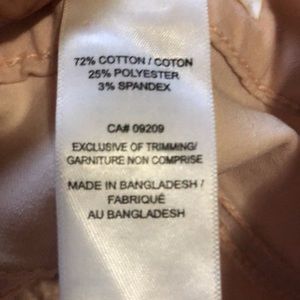 72% COTTON / COTON
25% POLYESTER
3% SPANDEX
CA# 09209
EXCLUSIVE OF TRIMMING/
GARNITURE NON COMPRISE
MADE IN BANGLADESH /
FABRIQUÉ
AU BANGLADESH